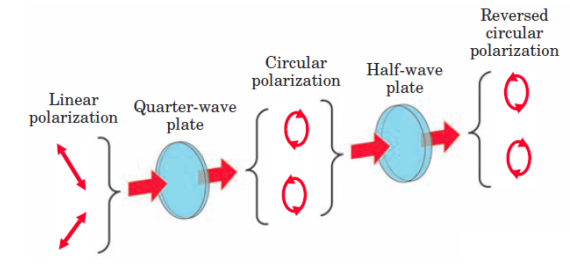 Linear
polarization
Quarter-wave
plate
Circular
polarization
Half-wave
plate
Reversed
circular
polarization